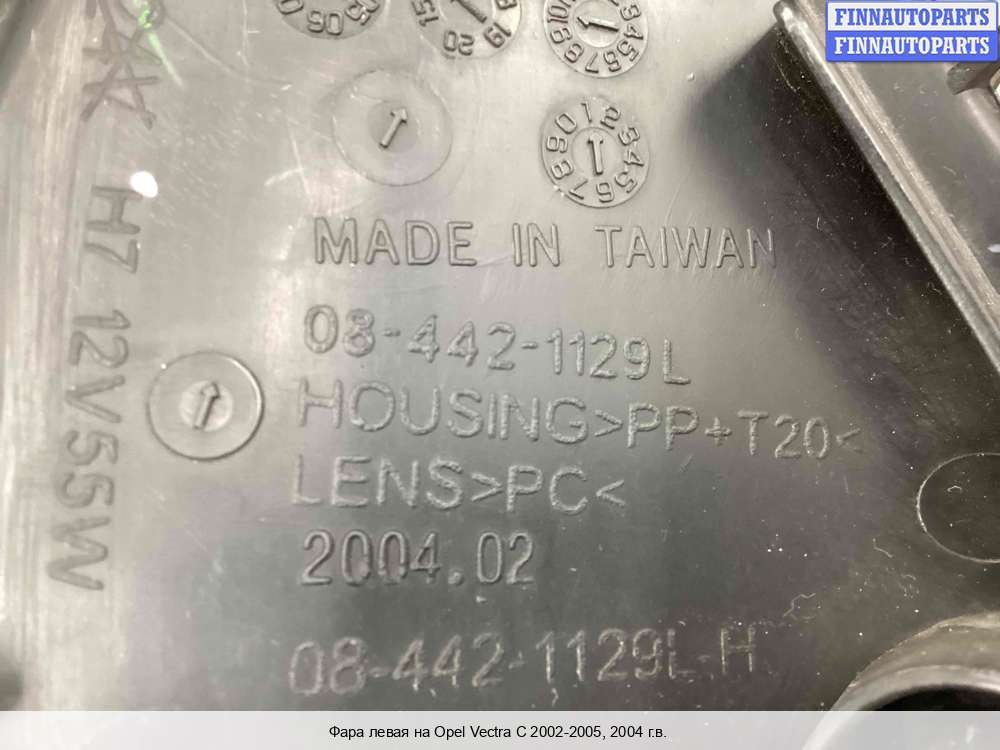 FINNAUTOPARTS
FINNAUTOPARTS
MADE IN TAIWAN
08-442-1129L
HOUSING>PP+T20<
LENS>PC<
2004.02
08-442-1129L-H
H7 12V55W
Фара левая на Opel Vectra C 2002-2005, 2004 г.в.